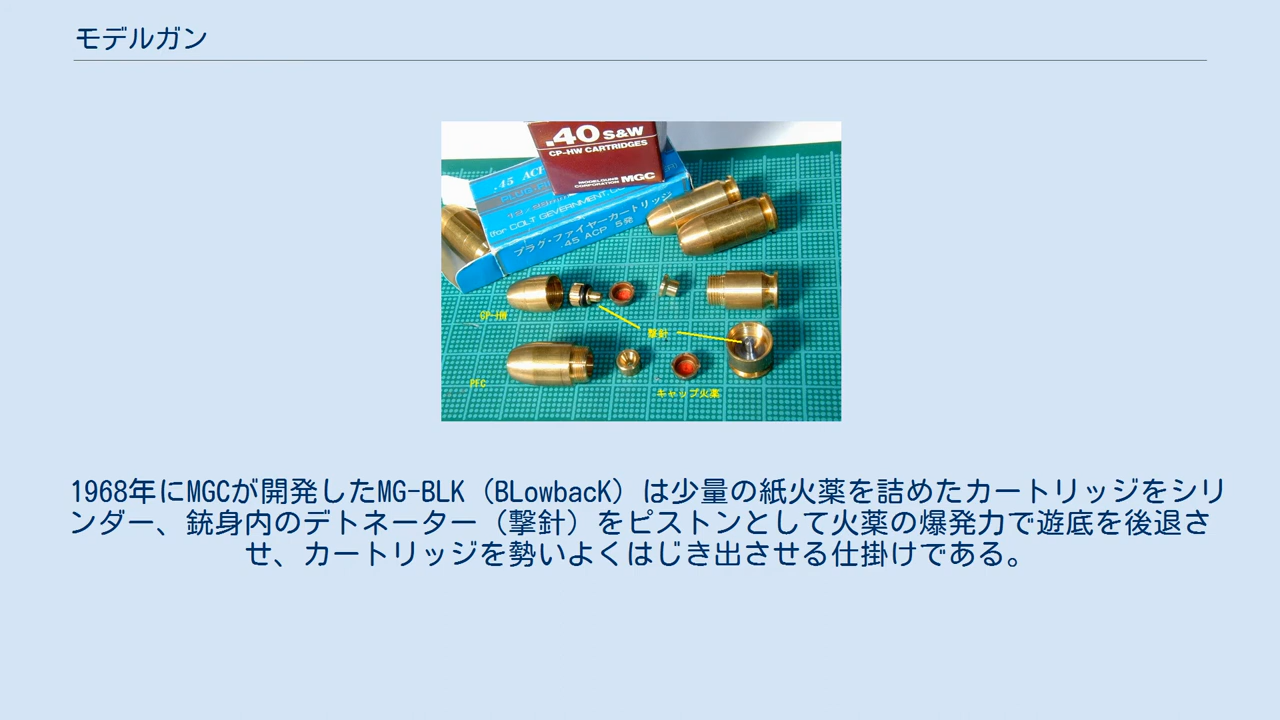 モデルガン
.40 S&W
CP-HW CARTRIDGES
MODELGUNS
CORPORATION MGC
.45 ACP
for COLT GEVERNMENT.
プラグ・ファイヤーカートリッジ
.45 ACP 5発
CP-HW
撃針
PFC
キャップ火薬
1968年にMGCが開発したMG-BLK（BLowbacK）は少量の紙火薬を詰めたカートリッジをシリ
ンダー、銃身内のデトネーター（撃針）をピストンとして火薬の爆発力で遊底を後退さ
せ、カートリッジを勢いよくはじき出させる仕掛けである。